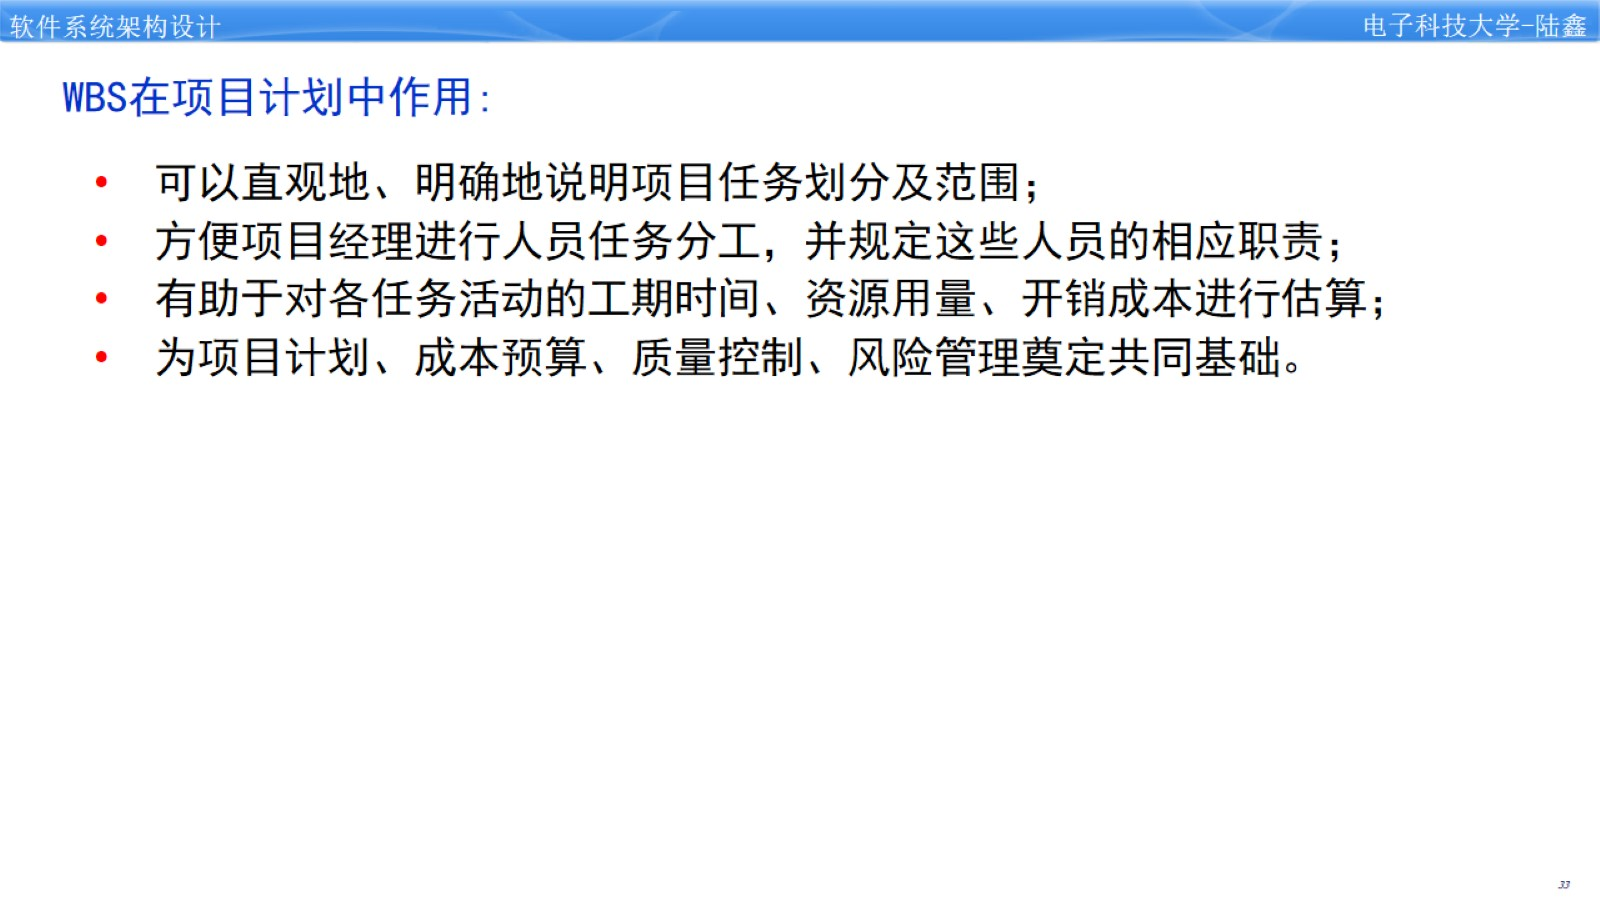 软件系统架构设计
电子科技大学-陆鑫
WBS在项目计划中作用：
• 可以直观地、明确地说明项目任务划分及范围；
• 方便项目经理进行人员任务分工，并规定这些人员的相应职责；
• 有助于对各任务活动的工期时间、资源用量、开销成本进行估算；
• 为项目计划、成本预算、质量控制、风险管理奠定共同基础。
33